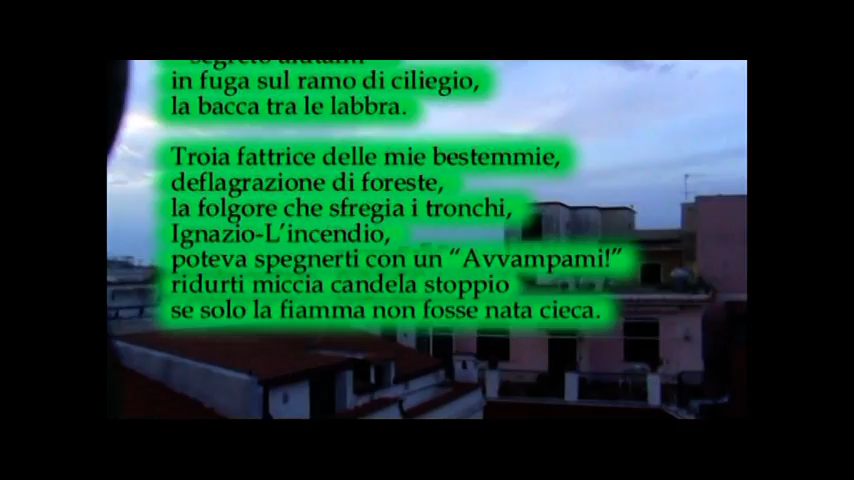 in fuga sul ramo di ciliegio,
la bacca tra le labbra.
Troia fattrice delle mie bestemmie,
deflagrazione di foreste,
la folgore che sfregia i tronchi,
Ignazio-L’incendio,
poteva spegnerti con un “Avvampami!”
ridurti miccia candela stoppio
se solo la fiamma non fosse nata cieca.